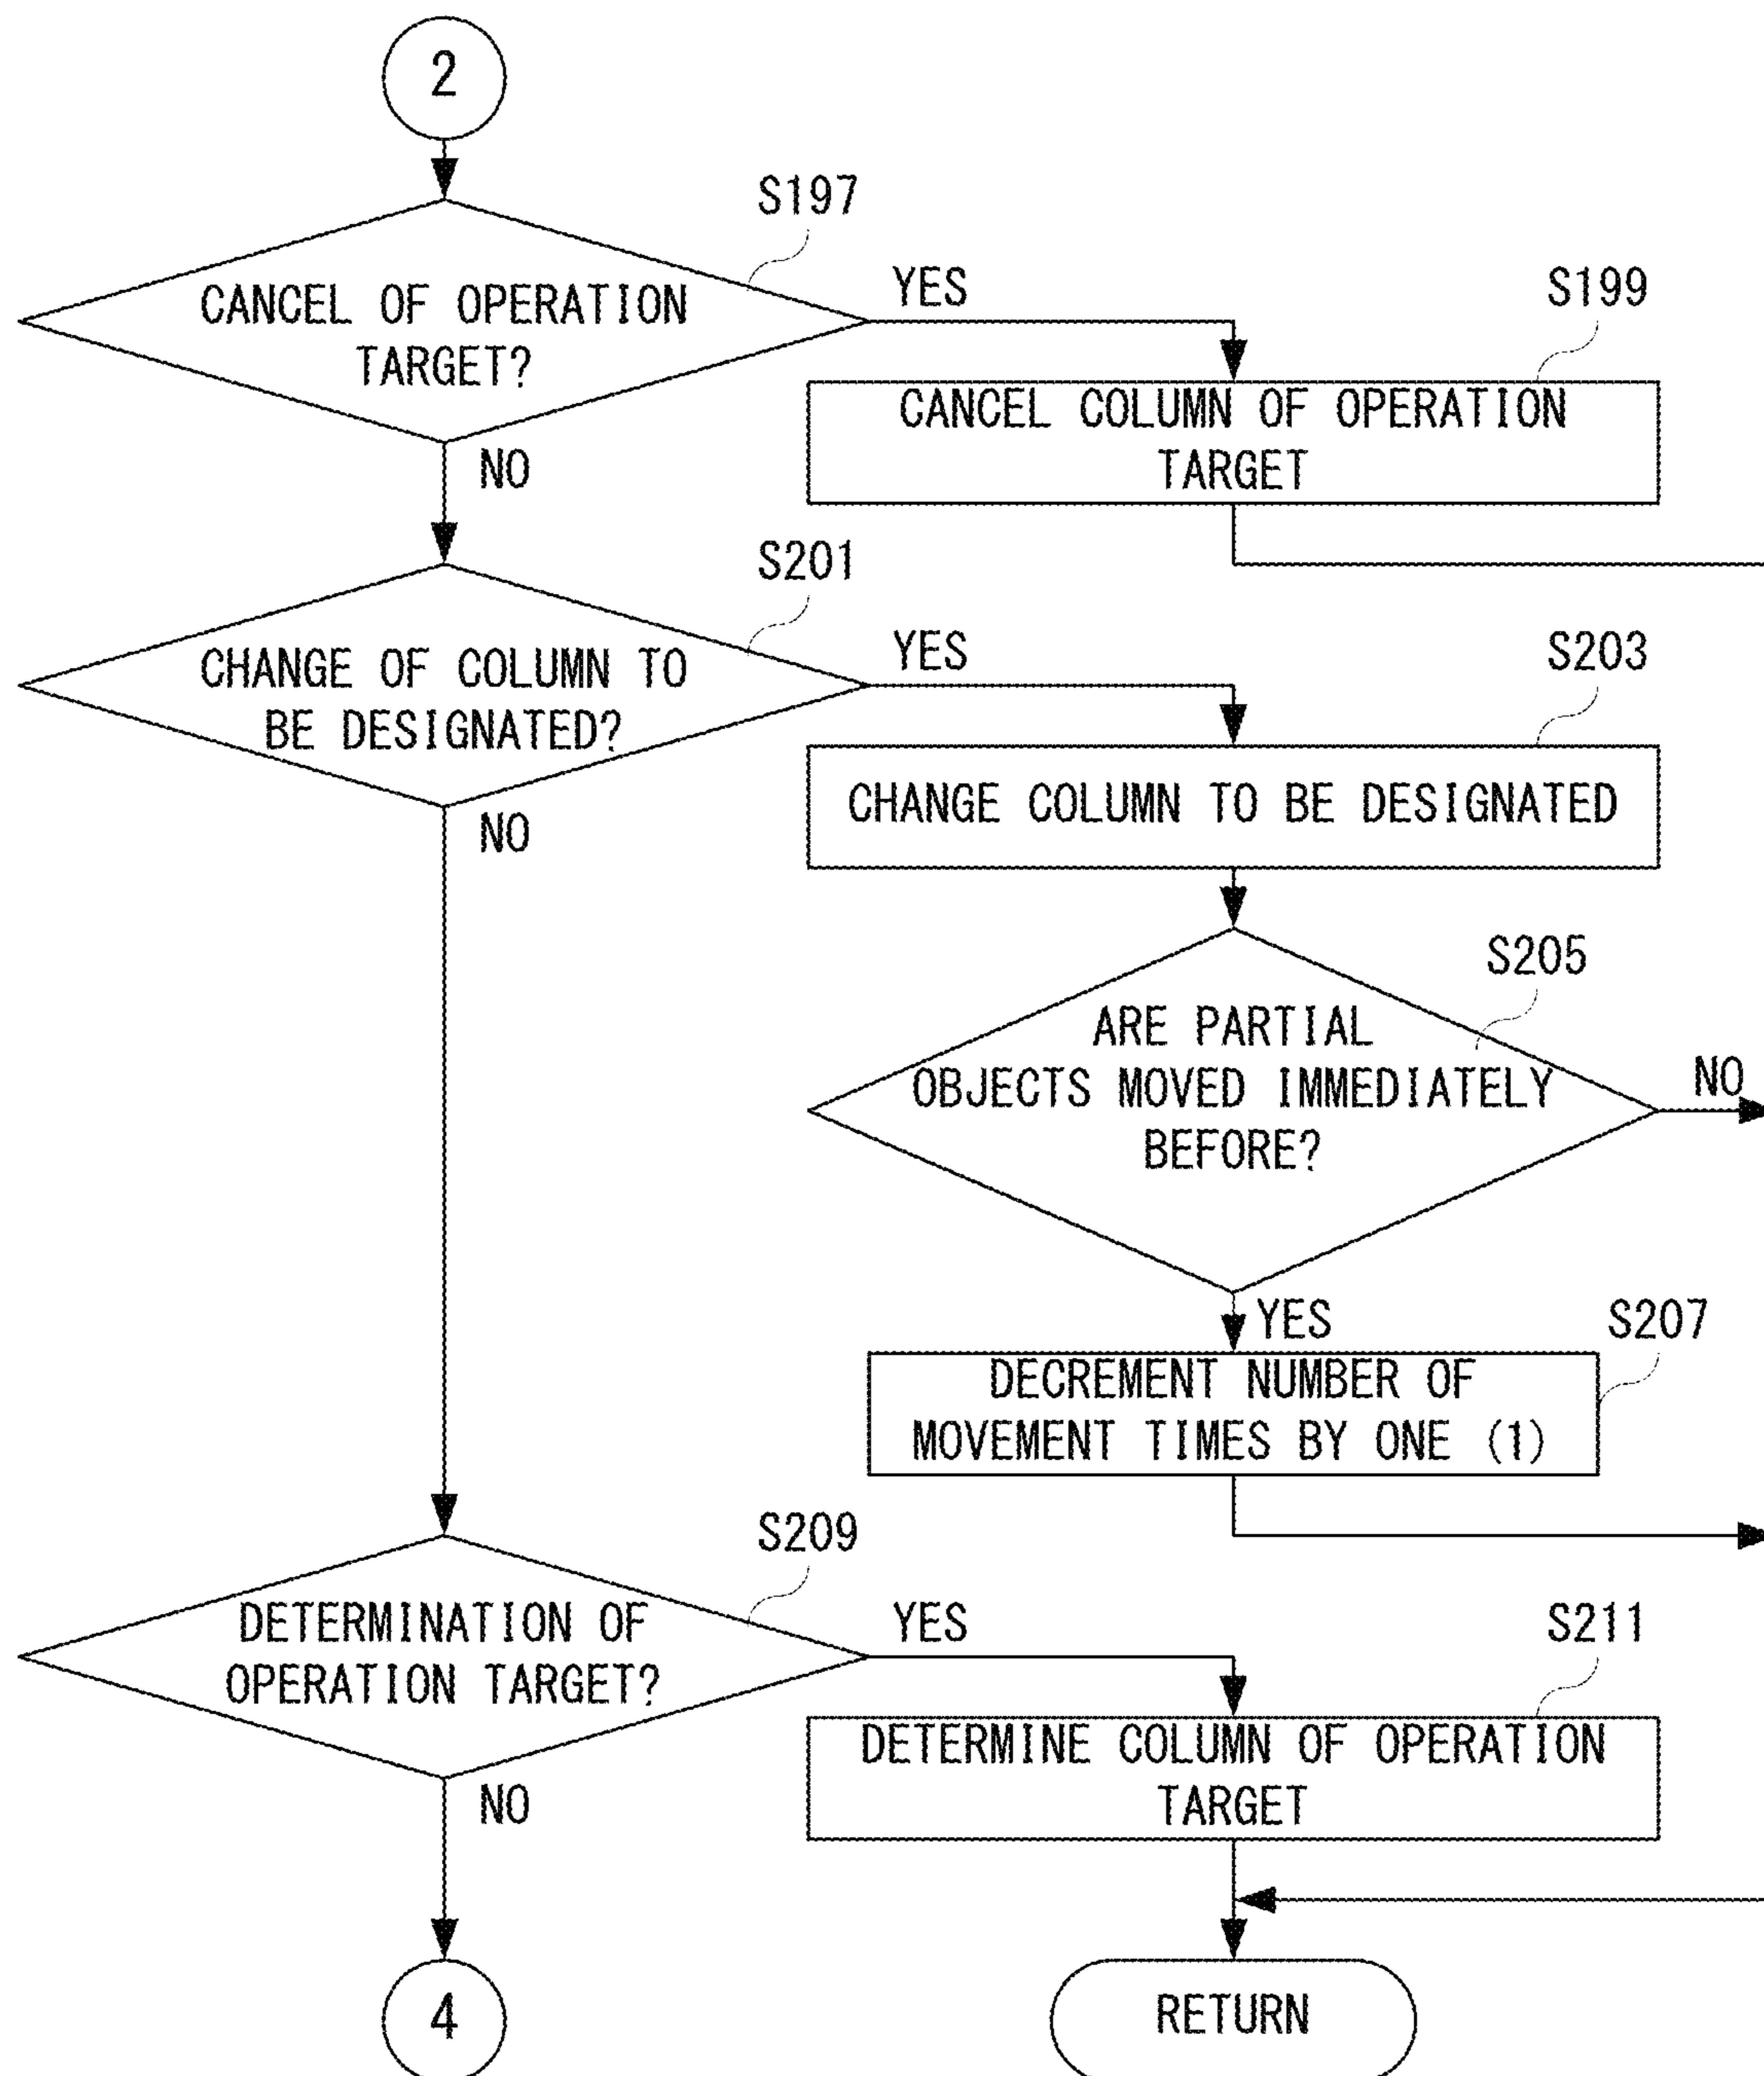 2
S197
CANCEL OF OPERATION
TARGET?
YES
NO
S199
CANCEL COLUMN OF OPERATION
TARGET
S201
CHANGE OF COLUMN TO
BE DESIGNATED?
YES
NO
S203
CHANGE COLUMN TO BE DESIGNATED
S205
ARE PARTIAL
OBJECTS MOVED IMMEDIATELY
BEFORE?
NO
YES
S207
DECREMENT NUMBER OF
MOVEMENT TIMES BY ONE (1)
S209
DETERMINATION OF
OPERATION TARGET?
YES
NO
S211
DETERMINE COLUMN OF OPERATION
TARGET
4
RETURN